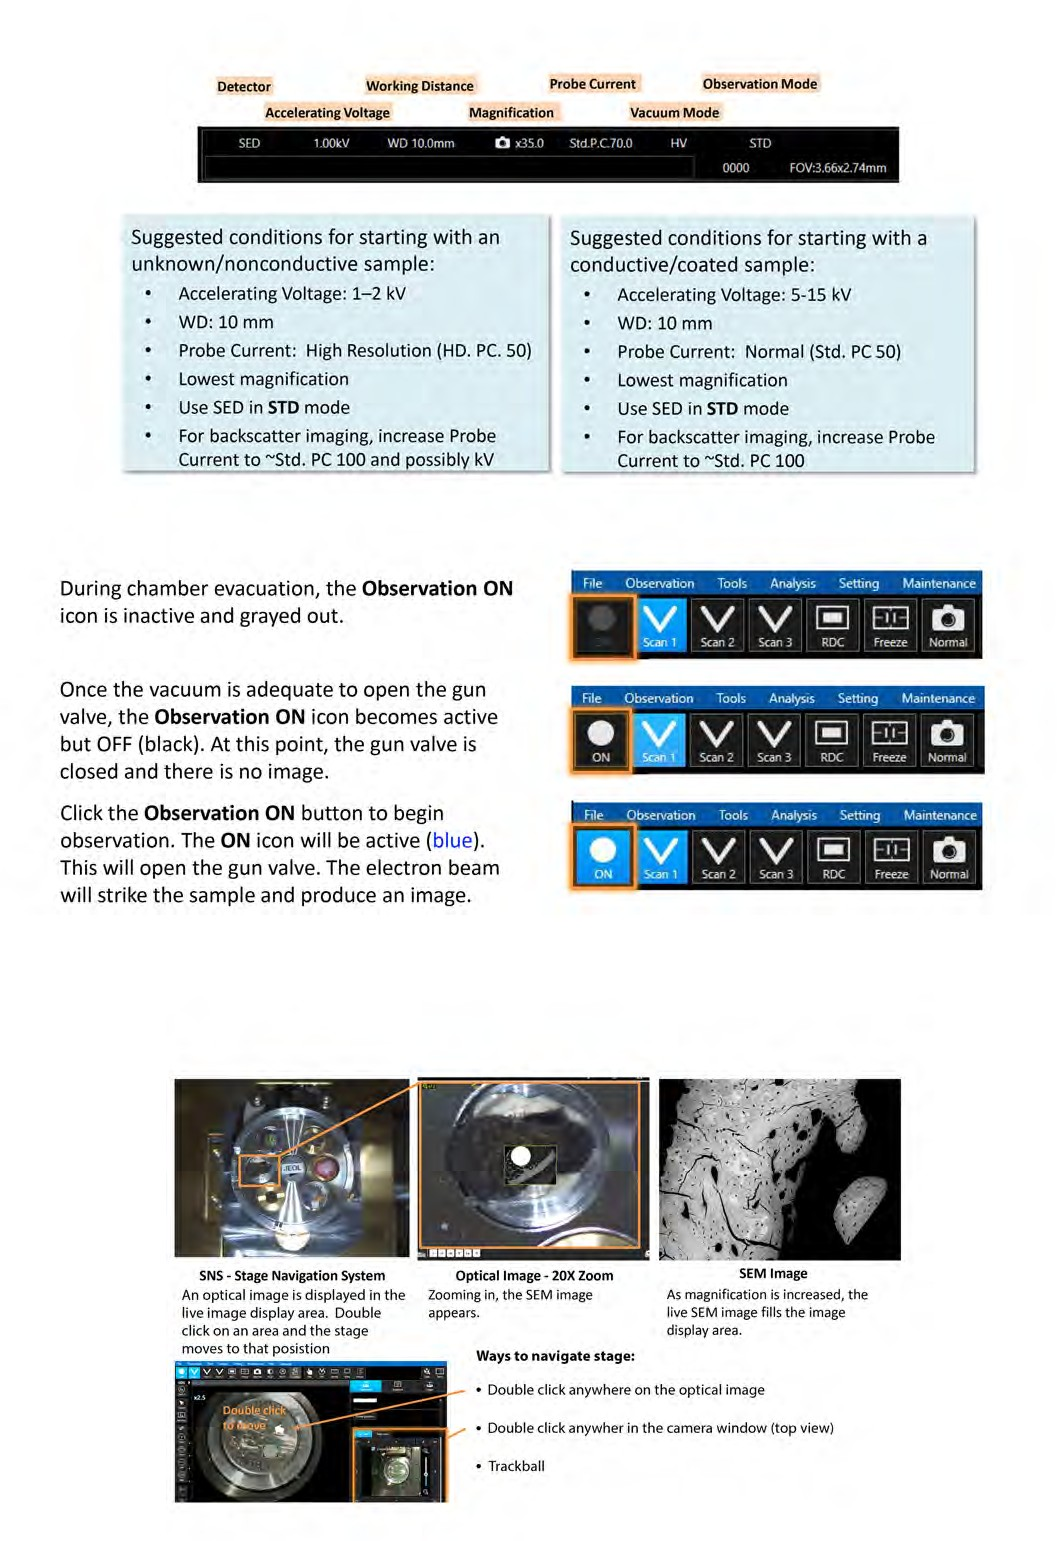 Detector
Working Distance
Probe Current
Observation Mode
Accelerating Voltage
Magnification
Vacuum Mode
SED 1.00kV WD 10.0mm x35.0 Std.P.C.70.0 HV STD
0000 FOV:3.66x2.74mm
Suggested conditions for starting with an
unknown/nonconductive sample:
• Accelerating Voltage: 1–2 kV
• WD: 10 mm
• Probe Current: High Resolution (HD. PC. 50)
• Lowest magnification
• Use SED in STD mode
• For backscatter imaging, increase Probe
Current to ~Std. PC 100 and possibly kV
Suggested conditions for starting with a
conductive/coated sample:
• Accelerating Voltage: 5-15 kV
• WD: 10 mm
• Probe Current: Normal (Std. PC 50)
• Lowest magnification
• Use SED in STD mode
• For backscatter imaging, increase Probe
Current to ~Std. PC 100
During chamber evacuation, the Observation ON
icon is inactive and grayed out.
File Observation Tools Analysis Setting Maintenance
Scan 1 Scan 2 Scan 3 RDC Freeze Normal
Once the vacuum is adequate to open the gun
valve, the Observation ON icon becomes active
but OFF (black). At this point, the gun valve is
closed and there is no image.
File Observation Tools Analysis Setting Maintenance
ON Scan 1 Scan 2 Scan 3 RDC Freeze Normal
Click the Observation ON button to begin
observation. The ON icon will be active (blue).
This will open the gun valve. The electron beam
will strike the sample and produce an image.
File Observation Tools Analysis Setting Maintenance
ON Scan 1 Scan 2 Scan 3 RDC Freeze Normal
JEOL
SNS - Stage Navigation System
An optical image is displayed in the
live image display area. Double
click on an area and the stage
moves to that posistion
Optical Image - 20X Zoom
Zooming in, the SEM image
appears.
SEM Image
As magnification is increased, the
live SEM image fills the image
display area.
x2.5
Double click
to move
Ways to navigate stage:
• Double click anywhere on the optical image
• Double click anywher in the camera window (top view)
• Trackball